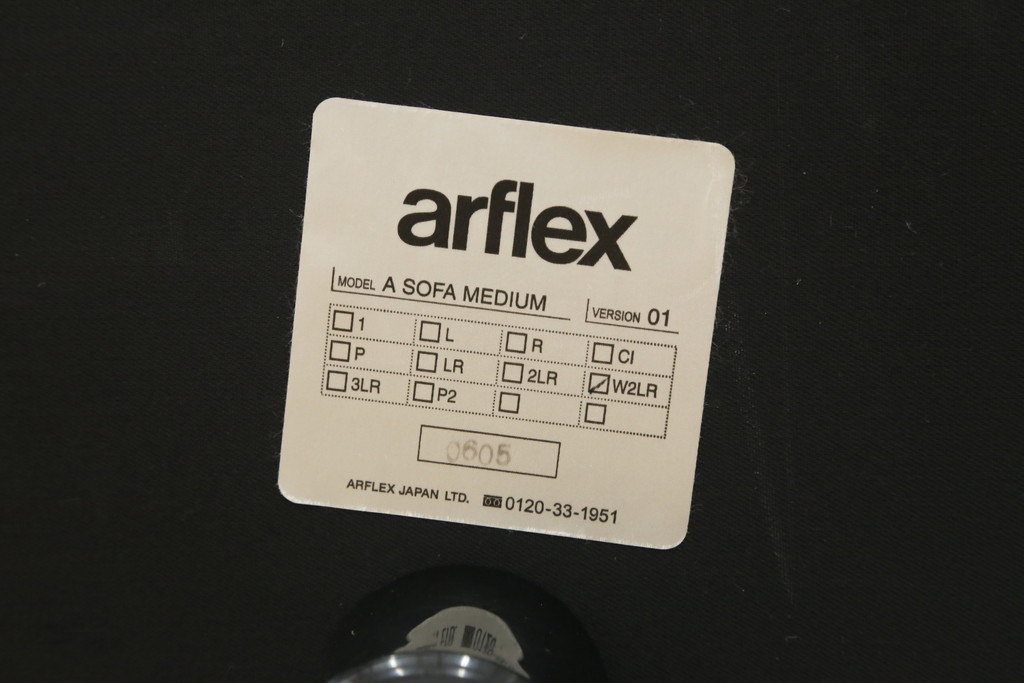 arflex
MODEL A SOFA MEDIUM VERSION 01
1 L R CI
P LR 2LR W2LR
3LR P2
0605
ARFLEX JAPAN LTD. 0120-33-1951